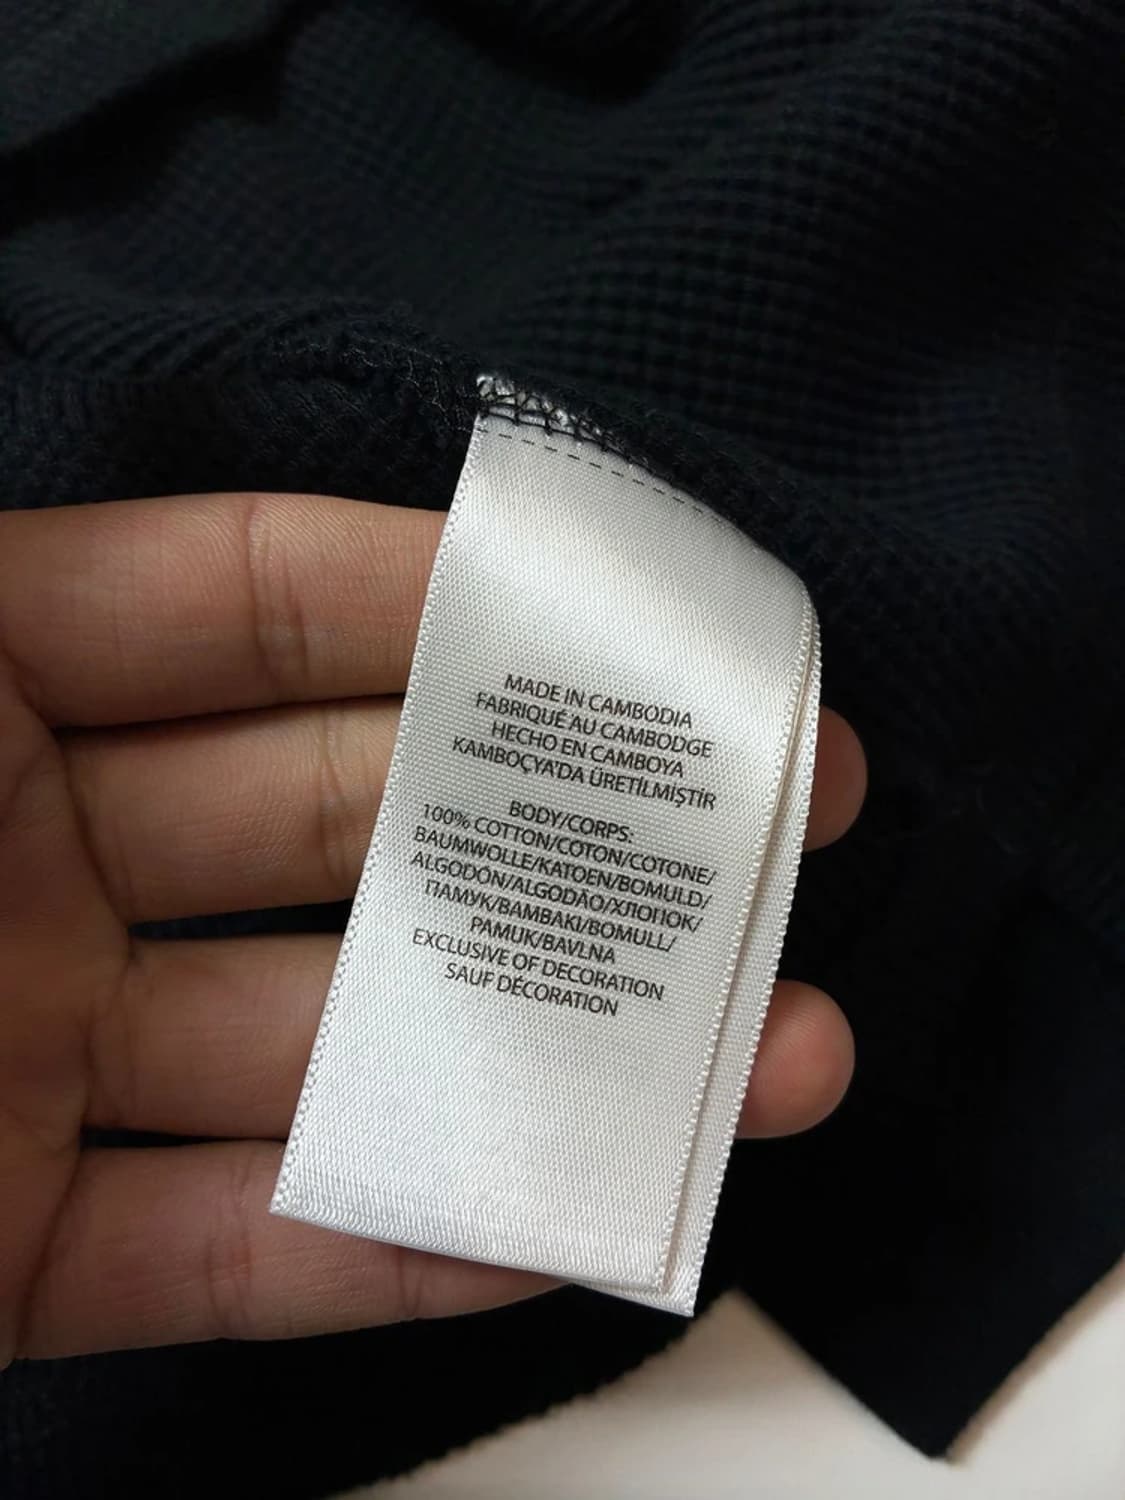 MADE IN CAMBODIA
FABRIQUÉ AU CAMBODGE
HECHO EN CAMBOYA
KAMBOÇYA'DA ÜRETİLMİŞTİR
BODY/CORPS:
100% COTTON/COTON/COTONE/
BAUMWOLLE/KATOEN/BOMULD/
ALGODÓN/ALGODÃO/ХЛОПОК/
ПАМУК/BAMBAKI/BOMULL/
PAMUK/BAVLNA
EXCLUSIVE OF DECORATION
SAUF DÉCORATION